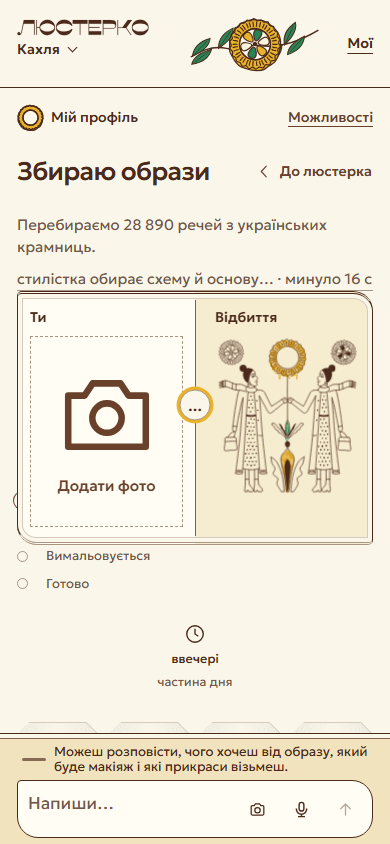 ЛЮСТЕРКО
Кахля
Мої
Мій профіль
Можливості
Збираю образи
До люстерка
Перебираємо 28 890 речей з українських
крамниць.
стилістка обирає схему й основу… · минуло 16 с
Ти
Відбиття
...
Додати фото
Вимальовується
Готово
ввечері
частина дня
Можеш розповісти, чого хочеш від образу, який
буде макіяж і які прикраси візьмеш.
Напиши…